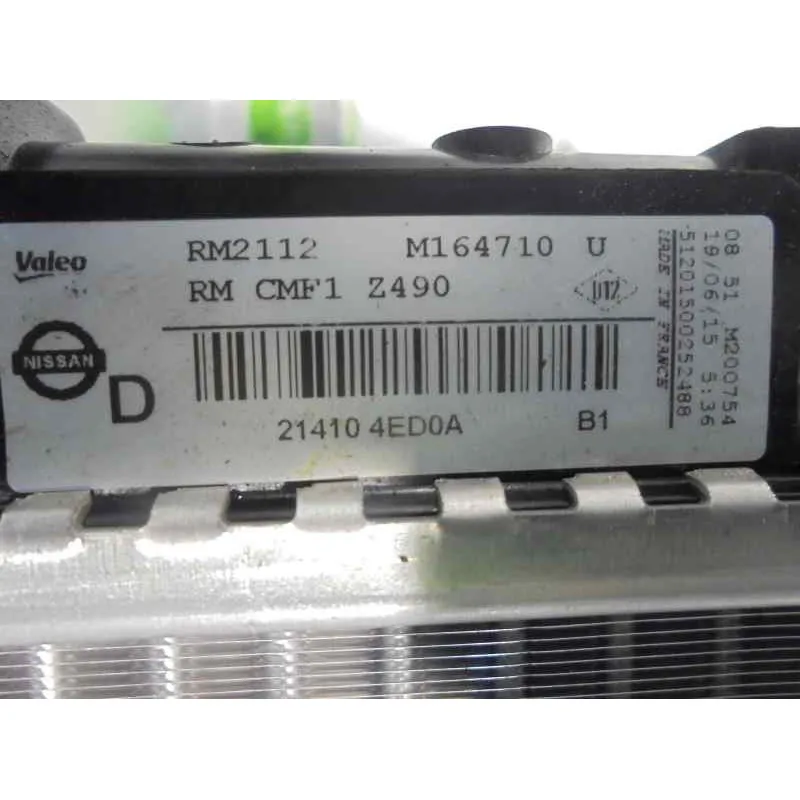 Valeo
RM2112 M164710 U
RM CMF1 Z490
NISSAN
D
21410 4ED0A B1
MADE IN FRANCE
51201500252488
19/06/15 5:36
08 51 M200754